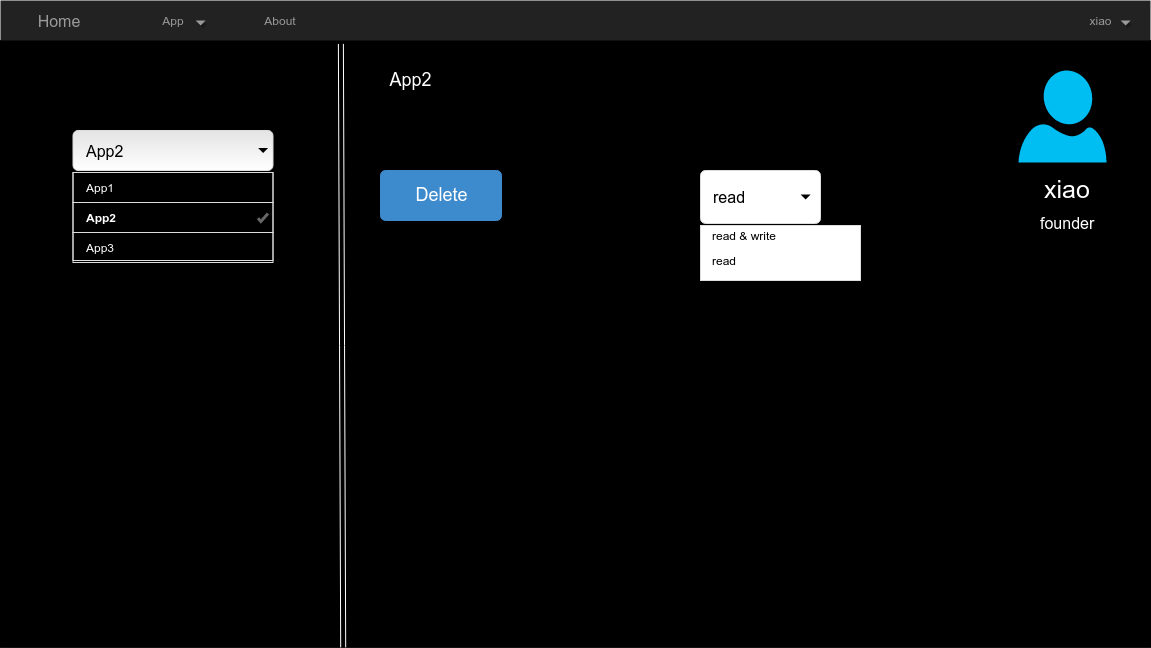 Home App About xiao
App2
App2
App1
App2
App3
Delete
read
read & write
read
xiao
founder